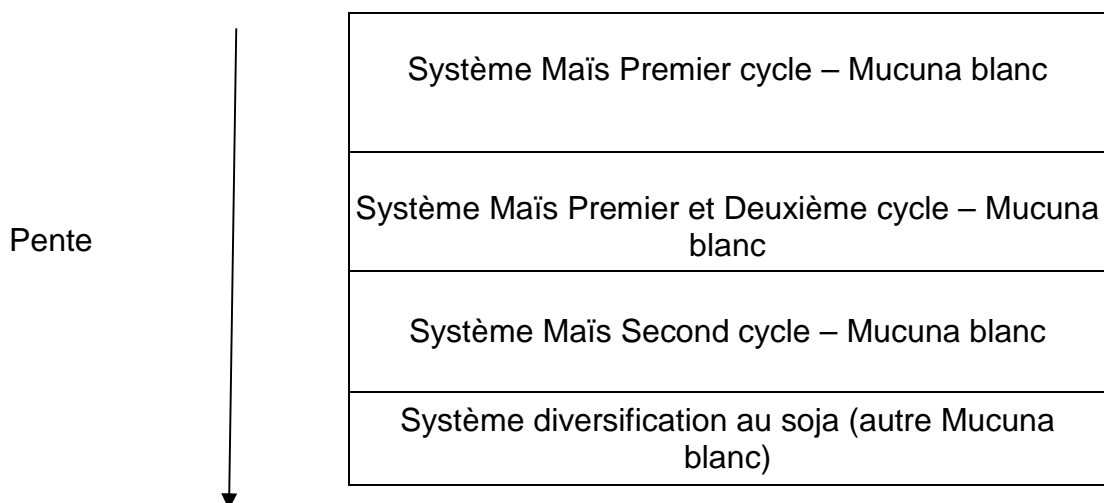 Système Maïs Premier cycle – Mucuna blanc
Système Maïs Premier et Deuxième cycle – Mucuna
blanc
Pente
Système Maïs Second cycle – Mucuna blanc
Système diversification au soja (autre Mucuna
blanc)